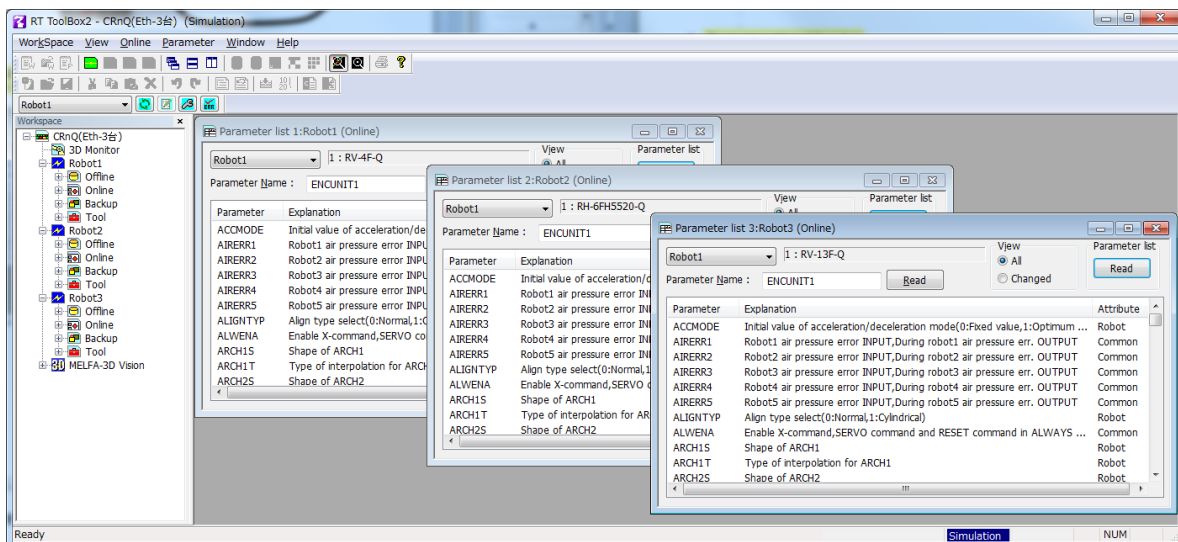 RT ToolBox2 - CRnQ(Eth-3台) (Simulation)
WorkSpace View Online Parameter Window Help
Robot1
Workspace
CRnQ(Eth-3台)
3D Monitor
Robot1
Offline
Online
Backup
Tool
Robot2
Offline
Online
Backup
Tool
Robot3
Offline
Online
Backup
Tool
MELFA-3D Vision
Parameter list 1:Robot1 (Online)
Robot1
1 : RV-4F-Q
View
All
Parameter list
Parameter Name : ENCUNIT1
Parameter Explanation
ACCMODE Initial value of acceleration/de
AIRERR1 Robot1 air pressure error INPU
AIRERR2 Robot2 air pressure error INPU
AIRERR3 Robot3 air pressure error INPU
AIRERR4 Robot4 air pressure error INPU
AIRERR5 Robot5 air pressure error INPU
ALIGNTYP Align type select(0:Normal,1:C
ALWENA Enable X-command,SERVO co
ARCH1S Shape of ARCH1
ARCH1T Type of interpolation for ARCH
ARCH2S Shape of ARCH2
Parameter list 2:Robot2 (Online)
Robot1
1 : RH-6FH5520-Q
View
All
Parameter list
Parameter Name : ENCUNIT1
Parameter Explanation
ACCMODE Initial value of acceleration/d
AIRERR1 Robot1 air pressure error INI
AIRERR2 Robot2 air pressure error INI
AIRERR3 Robot3 air pressure error INI
AIRERR4 Robot4 air pressure error INI
AIRERR5 Robot5 air pressure error INI
ALIGNTYP Align type select(0:Normal,1
ALWENA Enable X-command,SERVO c
ARCH1S Shape of ARCH1
ARCH1T Type of interpolation for AR
ARCH2S Shape of ARCH2
Parameter list 3:Robot3 (Online)
Robot1
1 : RV-13F-Q
View
All
Changed
Parameter list
Read
Parameter Name : ENCUNIT1 Read
Parameter Explanation Attribute
ACCMODE Initial value of acceleration/deceleration mode(0:Fixed value,1:Optimum ... Robot
AIRERR1 Robot1 air pressure error INPUT,During robot1 air pressure err. OUTPUT Common
AIRERR2 Robot2 air pressure error INPUT,During robot2 air pressure err. OUTPUT Common
AIRERR3 Robot3 air pressure error INPUT,During robot3 air pressure err. OUTPUT Common
AIRERR4 Robot4 air pressure error INPUT,During robot4 air pressure err. OUTPUT Common
AIRERR5 Robot5 air pressure error INPUT,During robot5 air pressure err. OUTPUT Common
ALIGNTYP Align type select(0:Normal,1:Cylindrical) Robot
ALWENA Enable X-command,SERVO command and RESET command in ALWAYS ... Common
ARCH1S Shape of ARCH1 Robot
ARCH1T Type of interpolation for ARCH1 Robot
ARCH2S Shape of ARCH2 Robot
Ready Simulation NUM